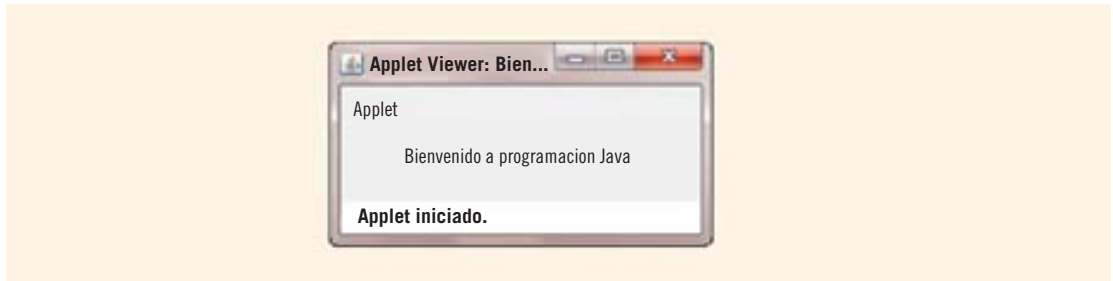 Applet Viewer: Bien...
Applet
Bienvenido a programacion Java
Applet iniciado.